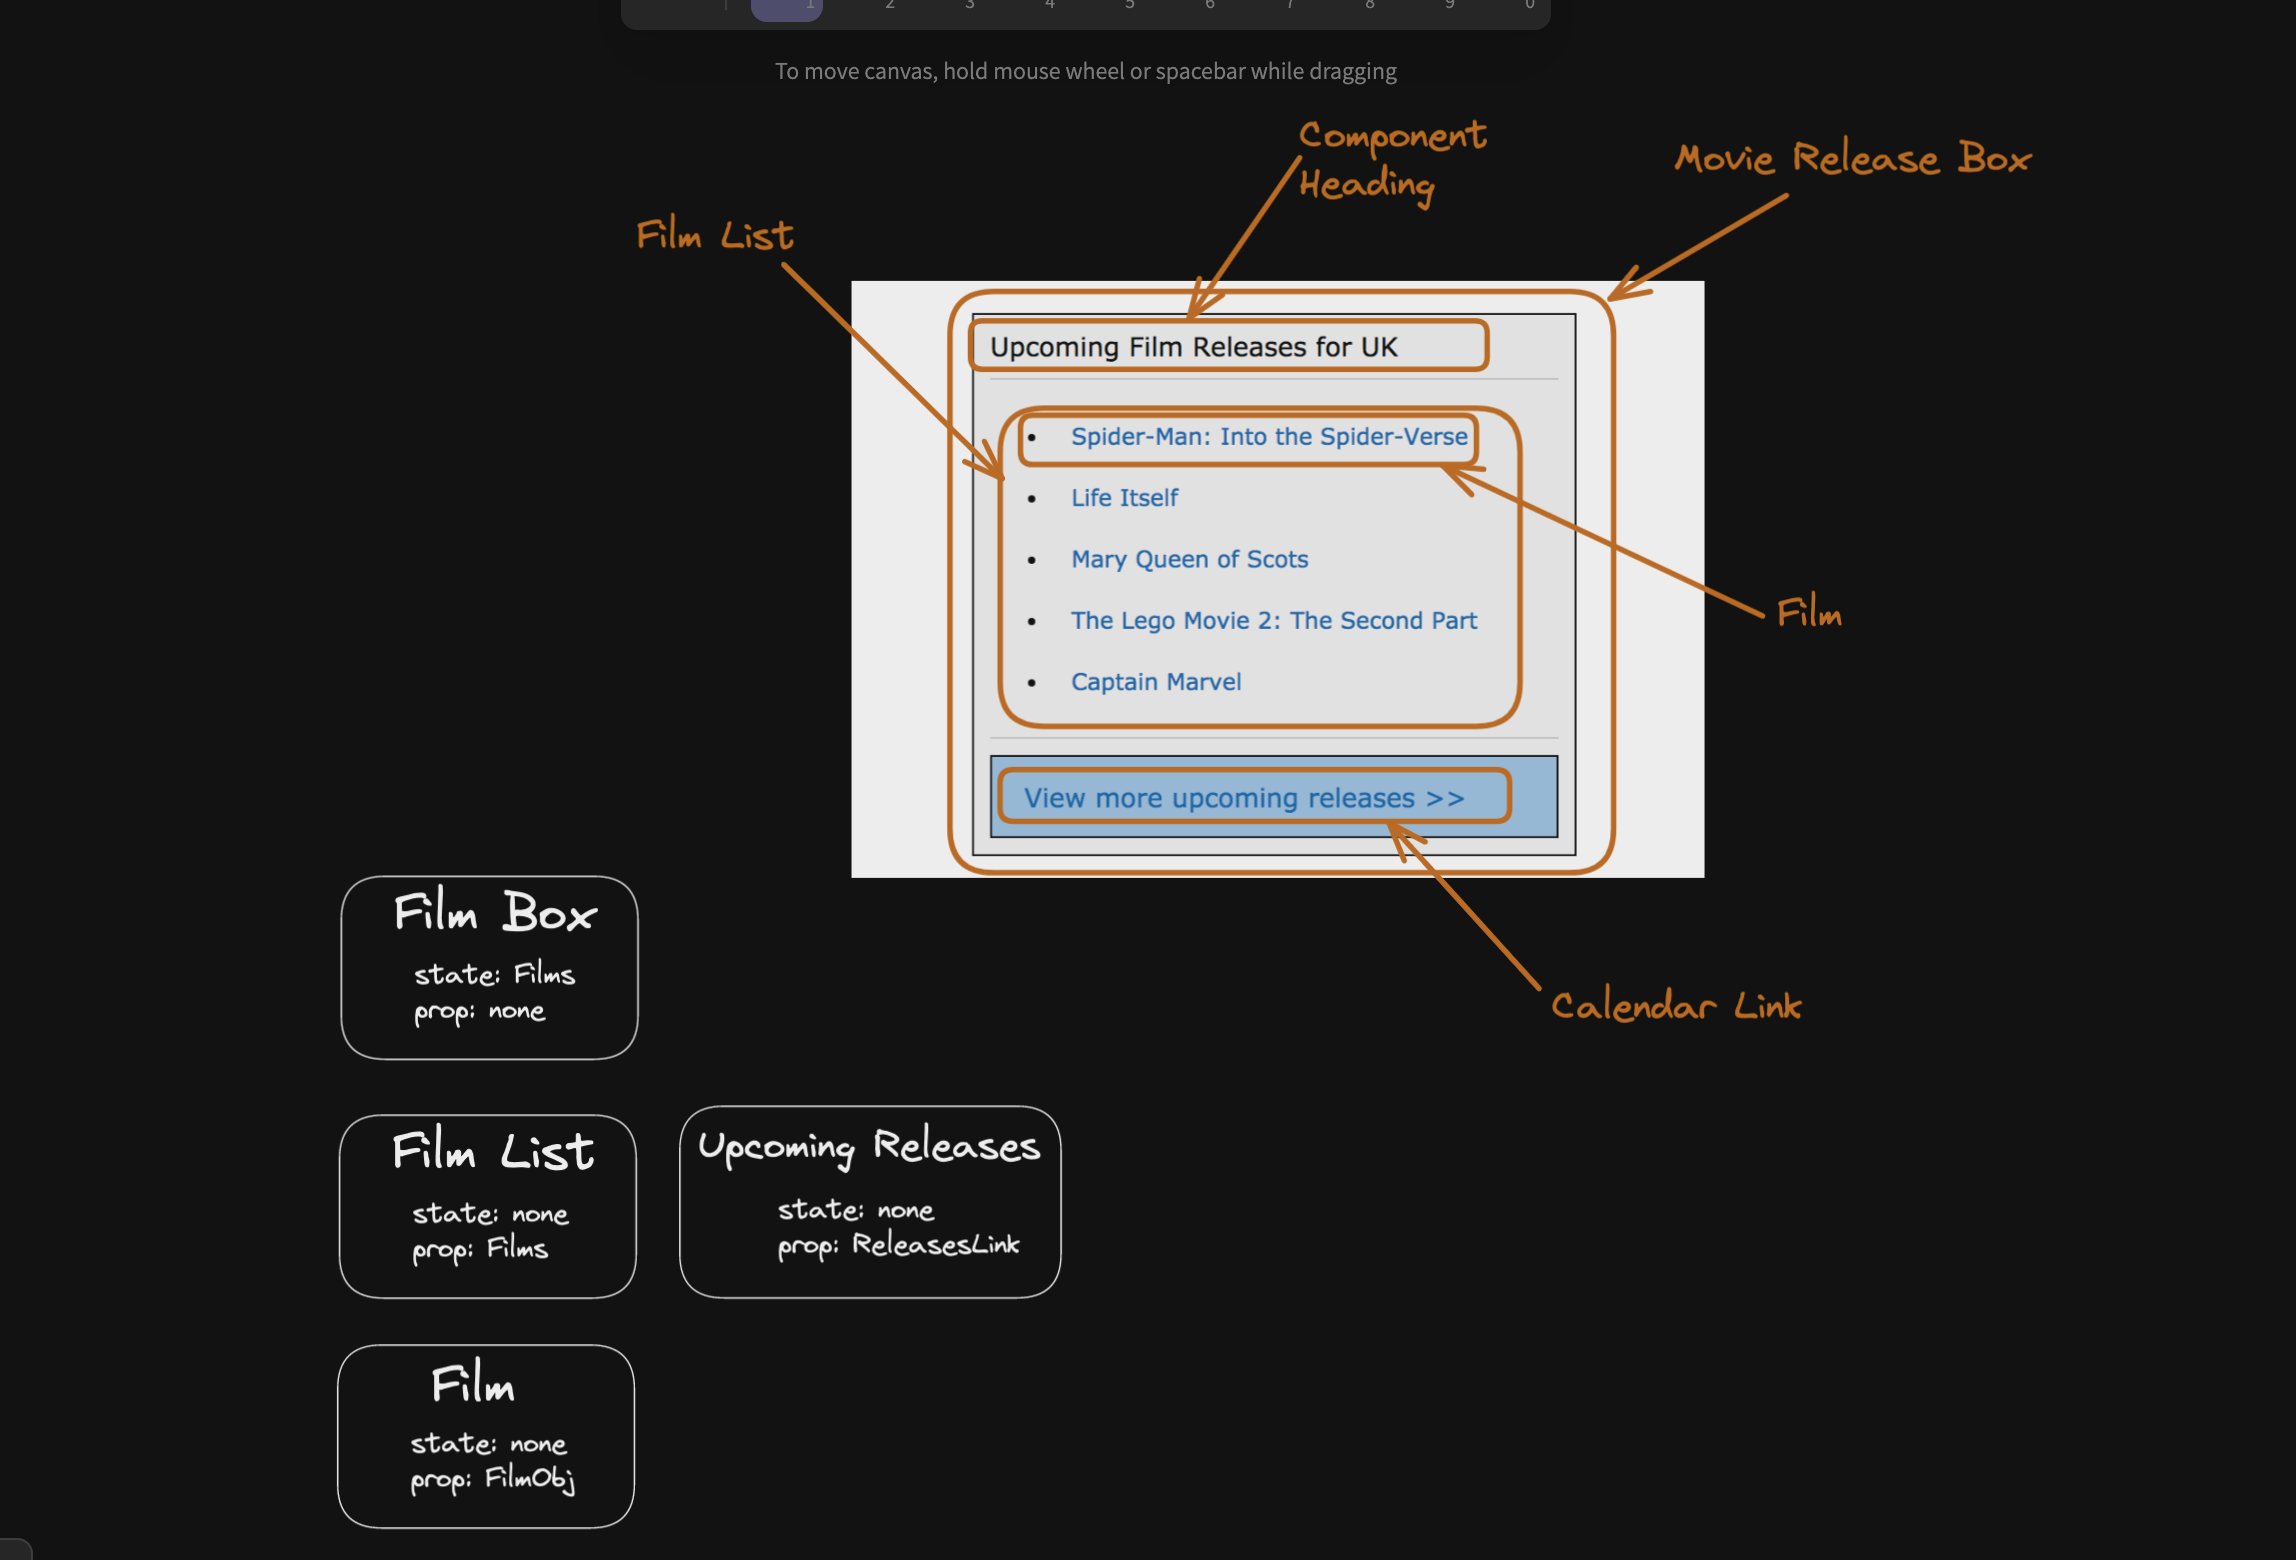 1 2 3 4 5 6 7 8 9 0
To move canvas, hold mouse wheel or spacebar while dragging
Component
Heading
Movie Release Box
Film List
Upcoming Film Releases for UK
• Spider-Man: Into the Spider-Verse
• Life Itself
• Mary Queen of Scots
• The Lego Movie 2: The Second Part
• Captain Marvel
Film
View more upcoming releases >>
Calendar Link
Film Box
state: Films
prop: none
Film List
state: none
prop: Films
Upcoming Releases
state: none
prop: ReleasesLink
Film
state: none
prop: FilmObj